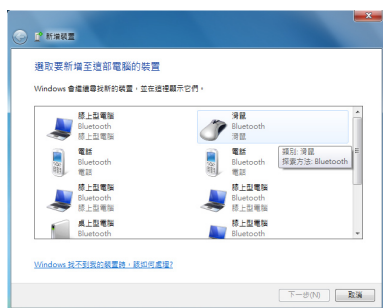 新增裝置
選取要新增至這部電腦的裝置
Windows 會繼續尋找新的裝置，並在這裡顯示它們。
膝上型電腦
Bluetooth
膝上型電腦
滑鼠
Bluetooth
滑鼠
電話
Bluetooth
電話
電話
Bluetooth
電話
類別: 滑鼠
探索方法: Bluetooth
膝上型電腦
Bluetooth
膝上型電腦
膝上型電腦
Bluetooth
膝上型電腦
桌上型電腦
Bluetooth
膝上型電腦
Bluetooth
Windows 找不到我的裝置時，該如何處理?
下一步(N)
取消